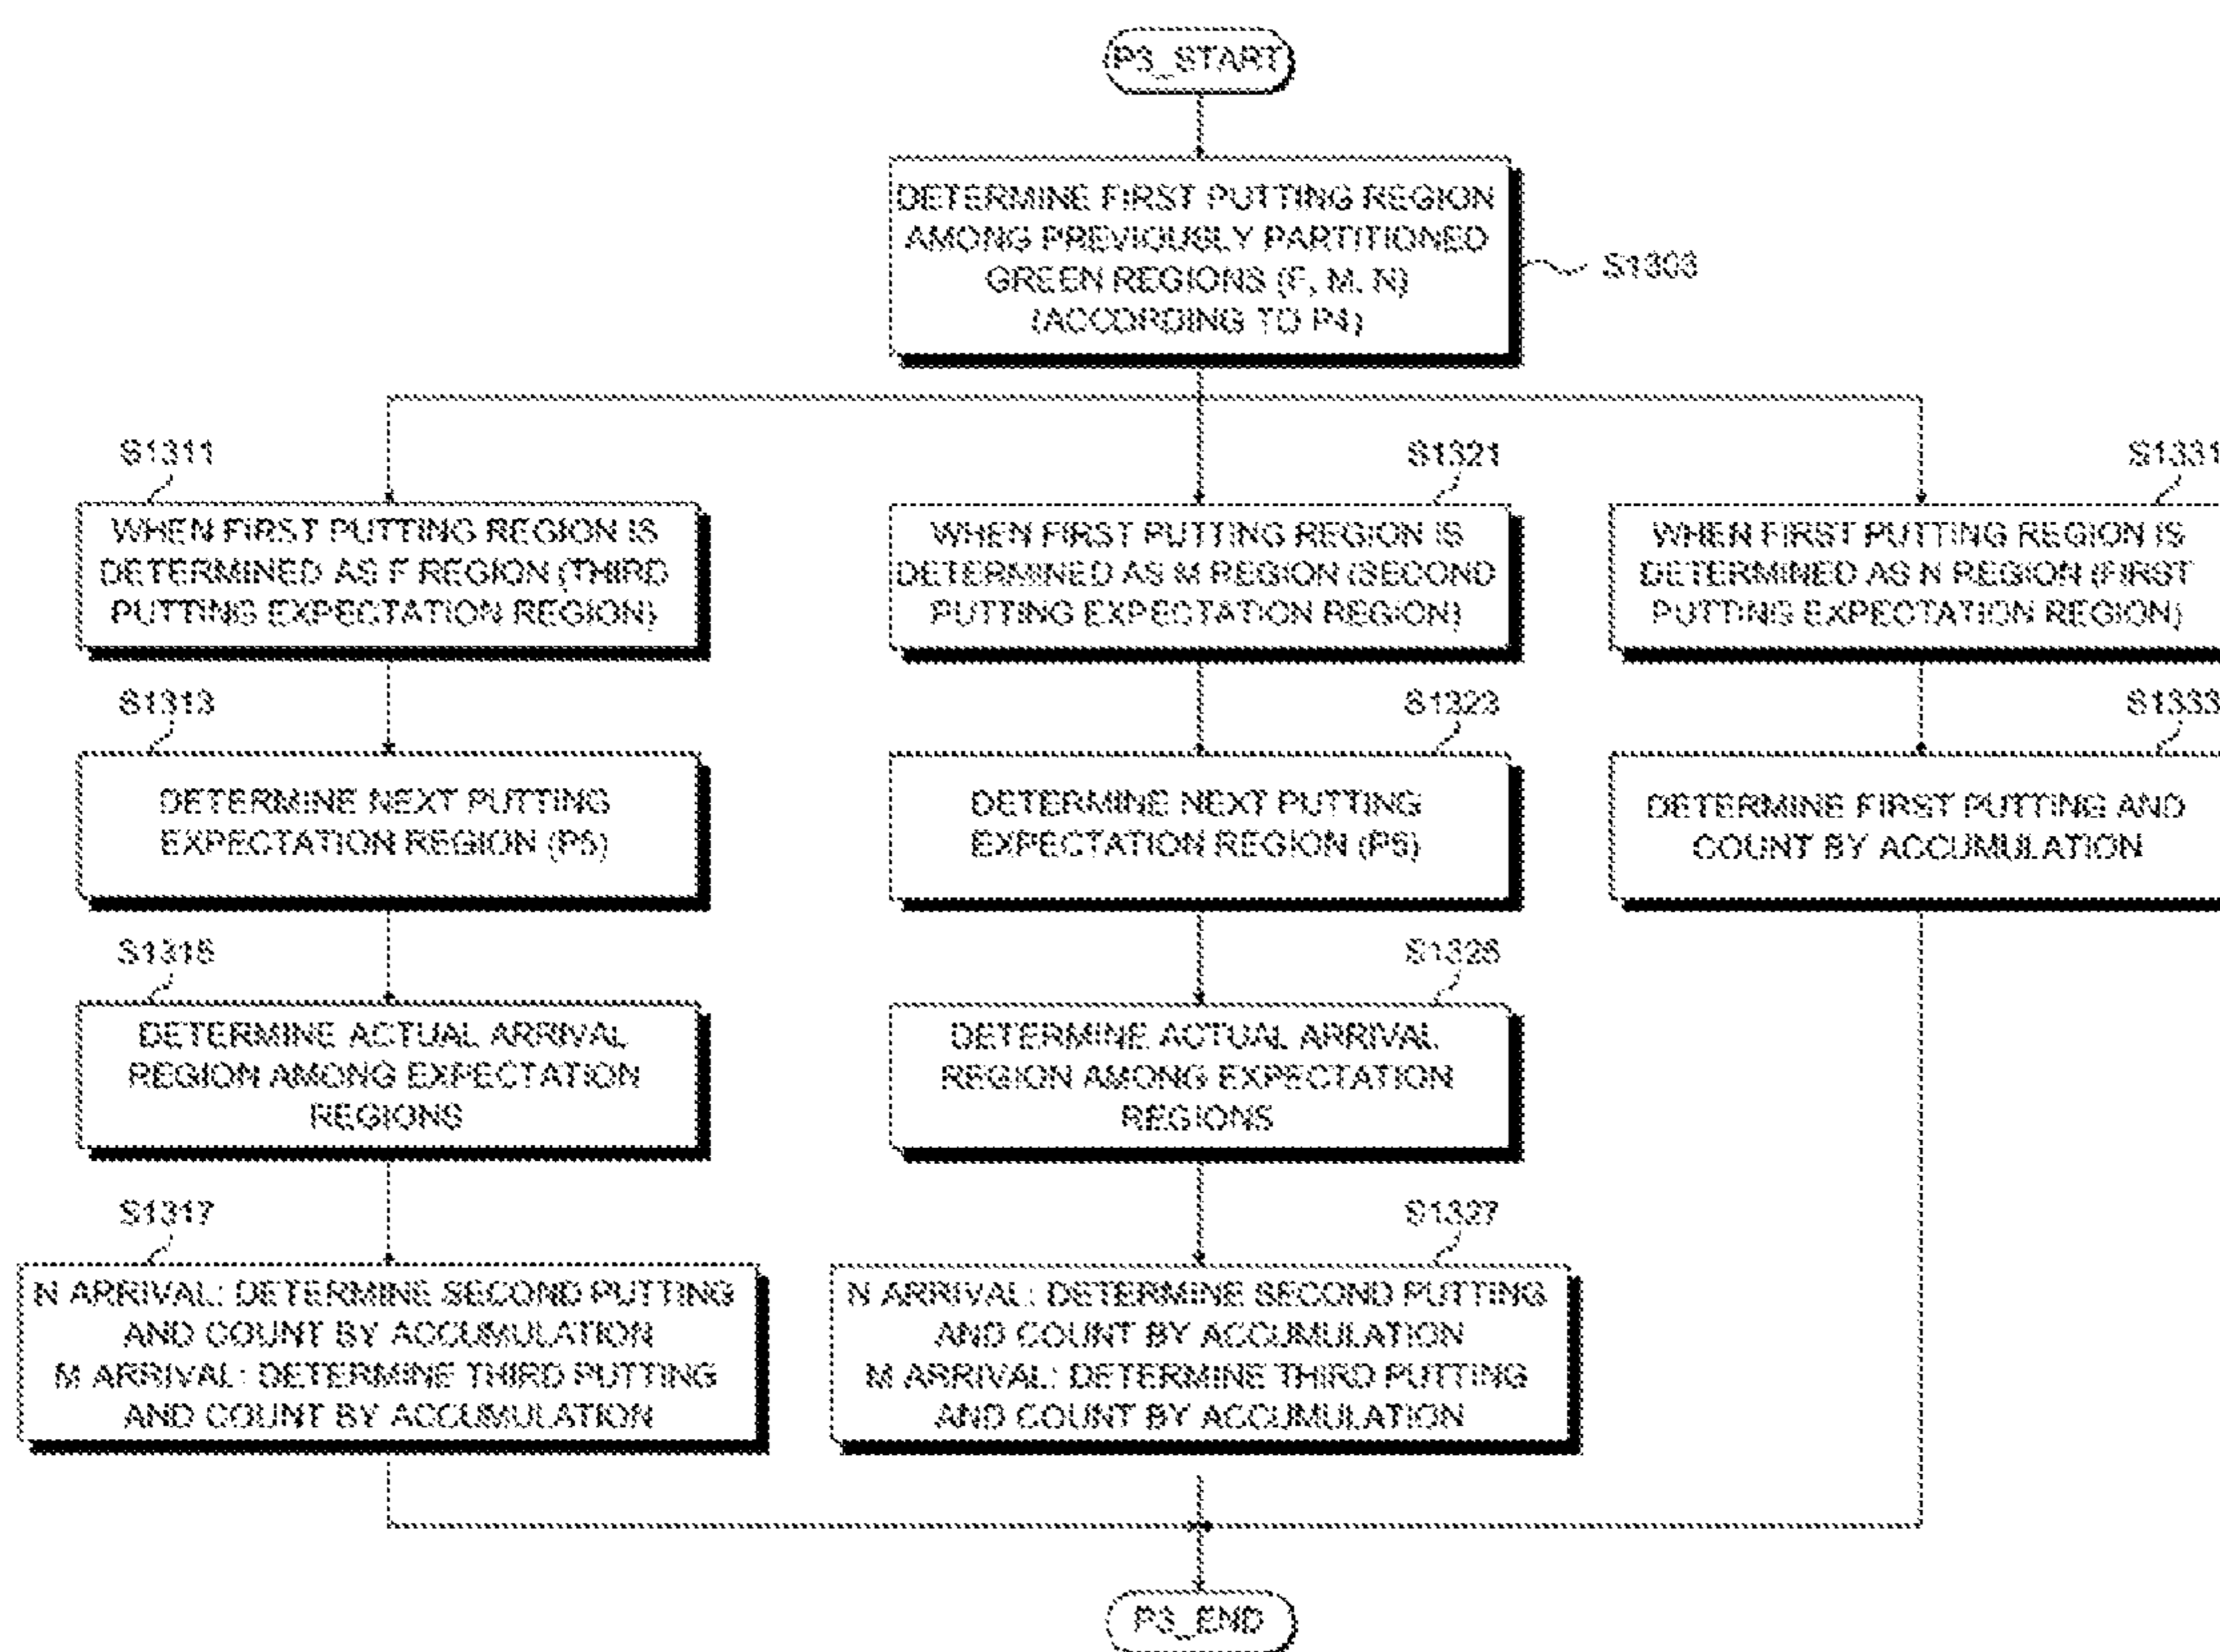 P3_START
DETERMINE FIRST PUTTING REGION
AMONG PREVIOUSLY PARTITIONED
GREEN REGIONS (F, M, N)
(ACCORDING TO P4)
S1303
S1311
WHEN FIRST PUTTING REGION IS
DETERMINED AS F REGION (THIRD
PUTTING EXPECTATION REGION)
S1321
WHEN FIRST PUTTING REGION IS
DETERMINED AS M REGION (SECOND
PUTTING EXPECTATION REGION)
S1331
WHEN FIRST PUTTING REGION IS
DETERMINED AS N REGION (FIRST
PUTTING EXPECTATION REGION)
S1313
DETERMINE NEXT PUTTING
EXPECTATION REGION (P5)
S1323
DETERMINE NEXT PUTTING
EXPECTATION REGION (P6)
S1333
DETERMINE FIRST PUTTING AND
COUNT BY ACCUMULATION
S1315
DETERMINE ACTUAL ARRIVAL
REGION AMONG EXPECTATION
REGIONS
S1325
DETERMINE ACTUAL ARRIVAL
REGION AMONG EXPECTATION
REGIONS
S1317
N ARRIVAL: DETERMINE SECOND PUTTING
AND COUNT BY ACCUMULATION
M ARRIVAL: DETERMINE THIRD PUTTING
AND COUNT BY ACCUMULATION
S1327
N ARRIVAL: DETERMINE SECOND PUTTING
AND COUNT BY ACCUMULATION
M ARRIVAL: DETERMINE THIRD PUTTING
AND COUNT BY ACCUMULATION
P3_END